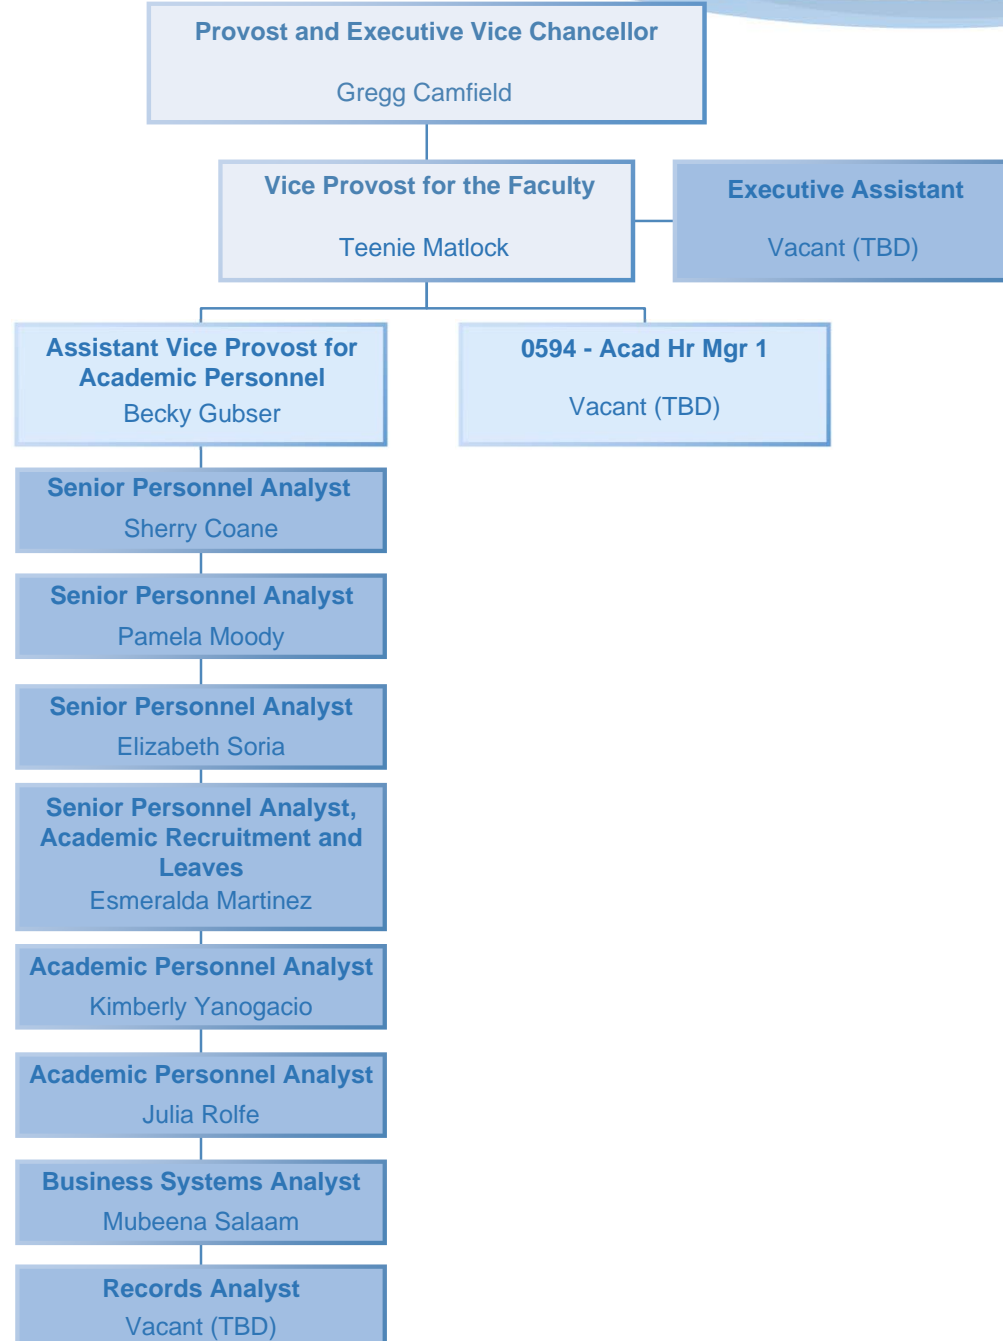 Provost and Executive Vice Chancellor
Gregg Camfield
Vice Provost for the Faculty
Teenie Matlock
Executive Assistant
Vacant (TBD)
Assistant Vice Provost for
Academic Personnel
Becky Gubser
0594 - Acad Hr Mgr 1
Vacant (TBD)
Senior Personnel Analyst
Sherry Coane
Senior Personnel Analyst
Pamela Moody
Senior Personnel Analyst
Elizabeth Soria
Senior Personnel Analyst,
Academic Recruitment and
Leaves
Esmeralda Martinez
Academic Personnel Analyst
Kimberly Yanogacio
Academic Personnel Analyst
Julia Rolfe
Business Systems Analyst
Mubeena Salaam
Records Analyst
Vacant (TBD)